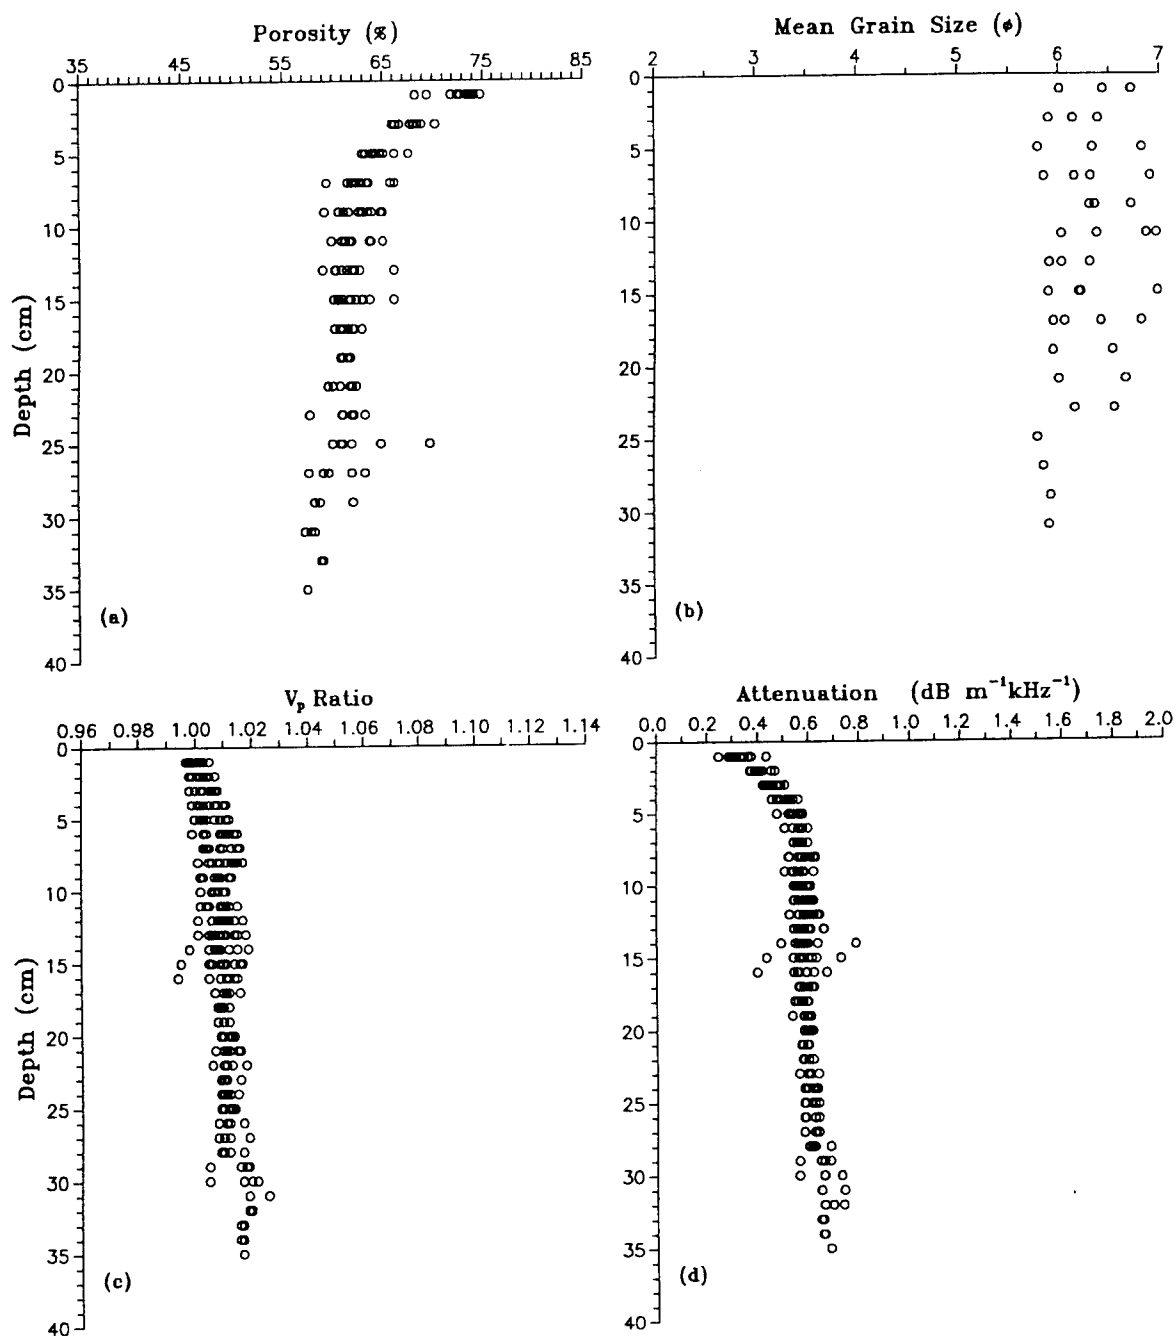 Porosity (%)
35 45 55 65 75 85
0
5
10
15
20
25
30
35
40
Depth (cm)
(a)
Mean Grain Size (ϕ)
2 3 4 5 6 7
0
5
10
15
20
25
30
35
40
(b)
Vp Ratio
0.96 0.98 1.00 1.02 1.04 1.06 1.08 1.10 1.12 1.14
0
5
10
15
20
25
30
35
40
Depth (cm)
(c)
Attenuation (dB m⁻¹kHz⁻¹)
0.0 0.2 0.4 0.6 0.8 1.0 1.2 1.4 1.6 1.8 2.0
0
5
10
15
20
25
30
35
40
(d)